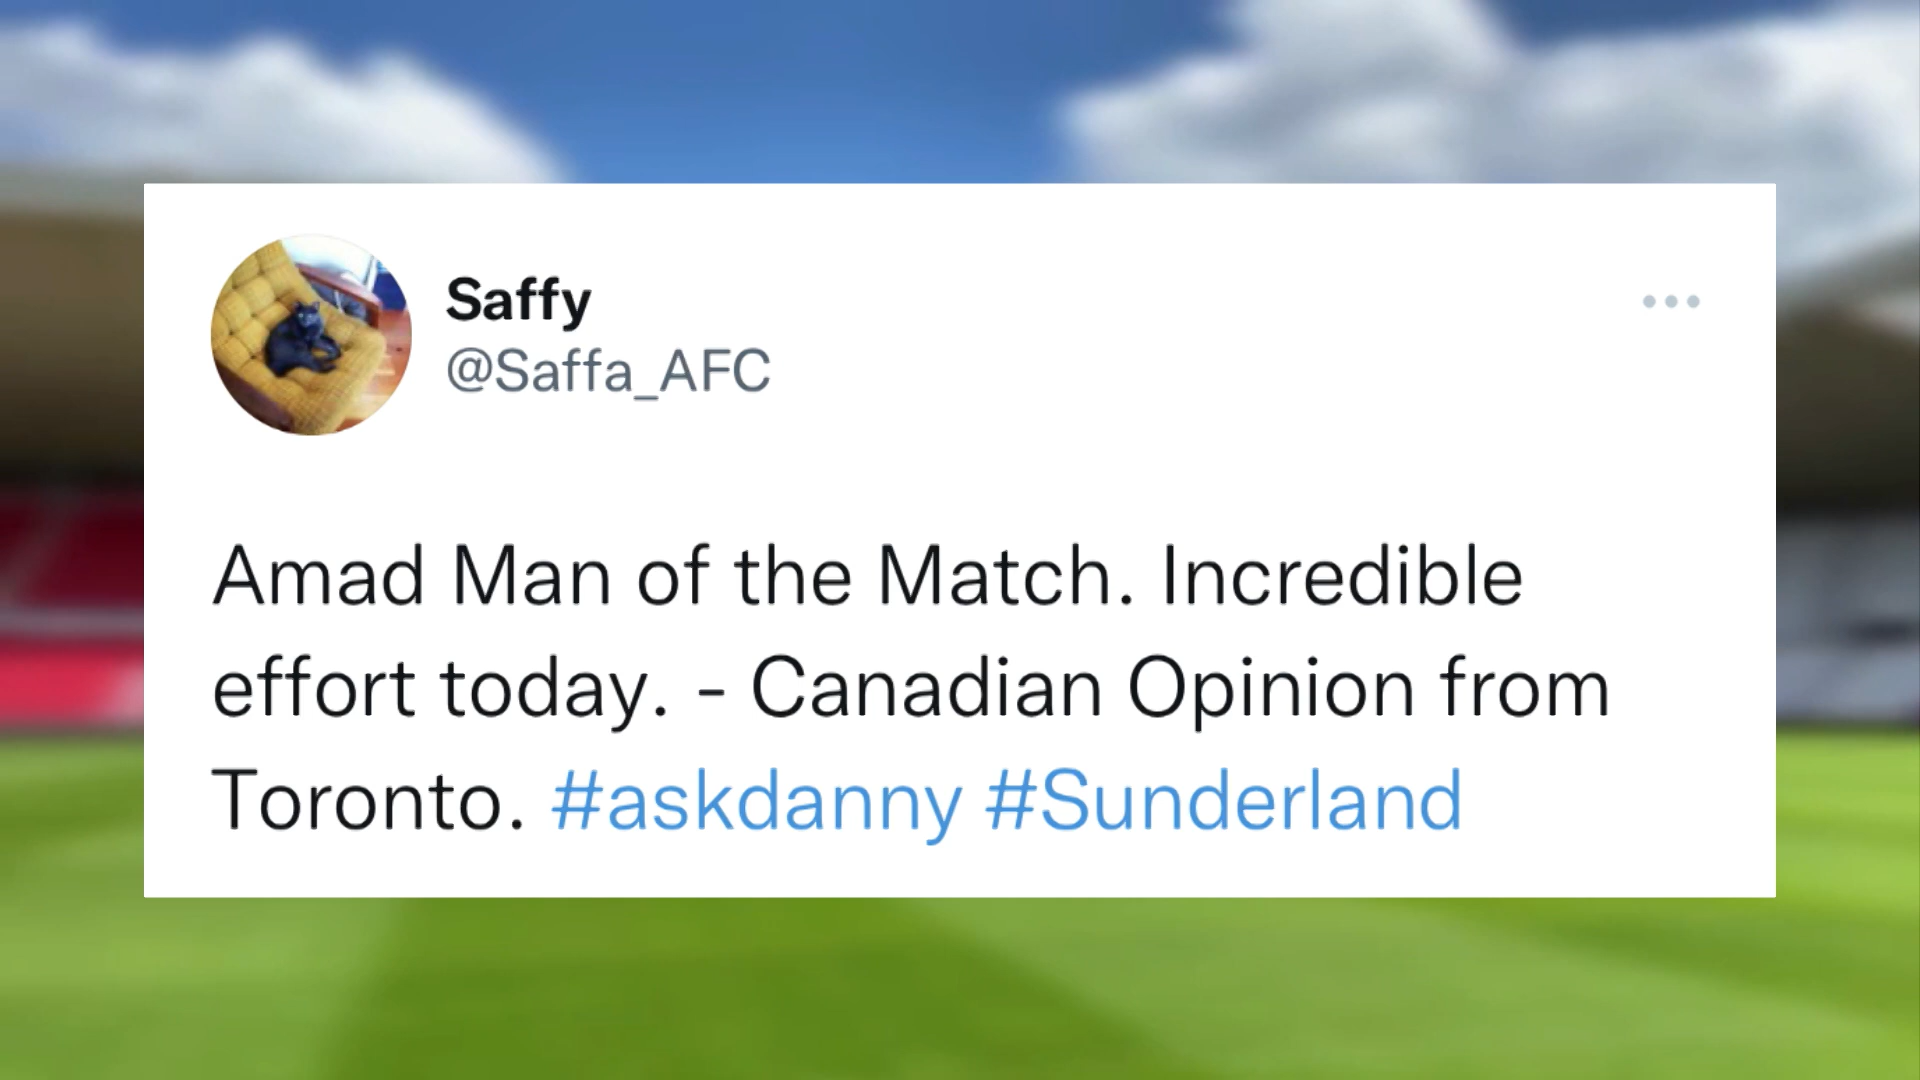 Saffy
@Saffa_AFC
Amad Man of the Match. Incredible
effort today. - Canadian Opinion from
Toronto. #askdanny #Sunderland